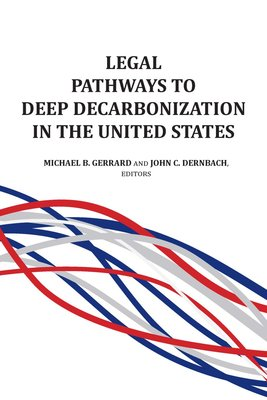 LEGAL
PATHWAYS TO
DEEP DECARBONIZATION
IN THE UNITED STATES
MICHAEL B. GERRARD AND JOHN C. DERNBACH,
EDITORS